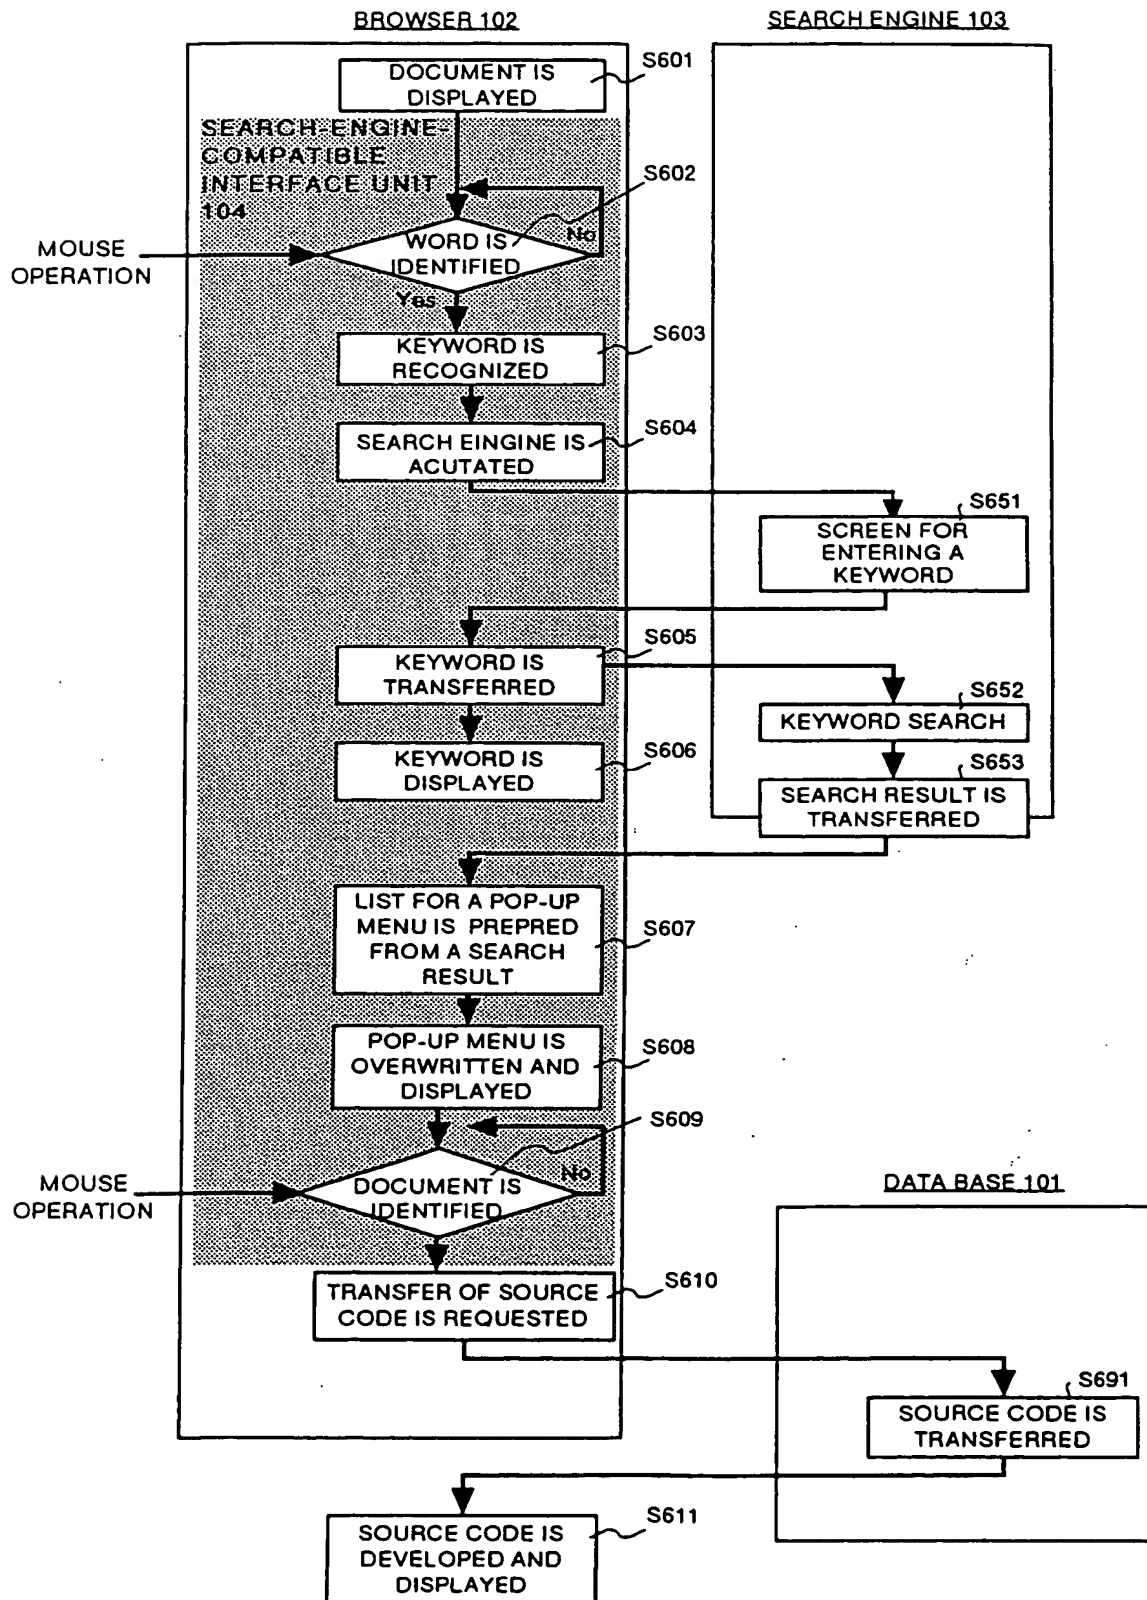 BROWSER 102
SEARCH ENGINE 103
S601
DOCUMENT IS
DISPLAYED
SEARCH-ENGINE-
COMPATIBLE
INTERFACE UNIT
104
S602
No
MOUSE
OPERATION
WORD IS
IDENTIFIED
Yes
S603
KEYWORD IS
RECOGNIZED
S604
SEARCH EINGINE IS
ACUTATED
S651
SCREEN FOR
ENTERING A
KEYWORD
S605
KEYWORD IS
TRANSFERRED
S652
KEYWORD SEARCH
S606
KEYWORD IS
DISPLAYED
S653
SEARCH RESULT IS
TRANSFERRED
LIST FOR A POP-UP
MENU IS PREPRED
FROM A SEARCH
RESULT
S607
POP-UP MENU IS
OVERWRITTEN AND
DISPLAYED
S608
S609
No
MOUSE
OPERATION
DOCUMENT IS
IDENTIFIED
DATA BASE 101
TRANSFER OF SOURCE
CODE IS REQUESTED
S610
S691
SOURCE CODE IS
TRANSFERRED
S611
SOURCE CODE IS
DEVELOPED AND
DISPLAYED